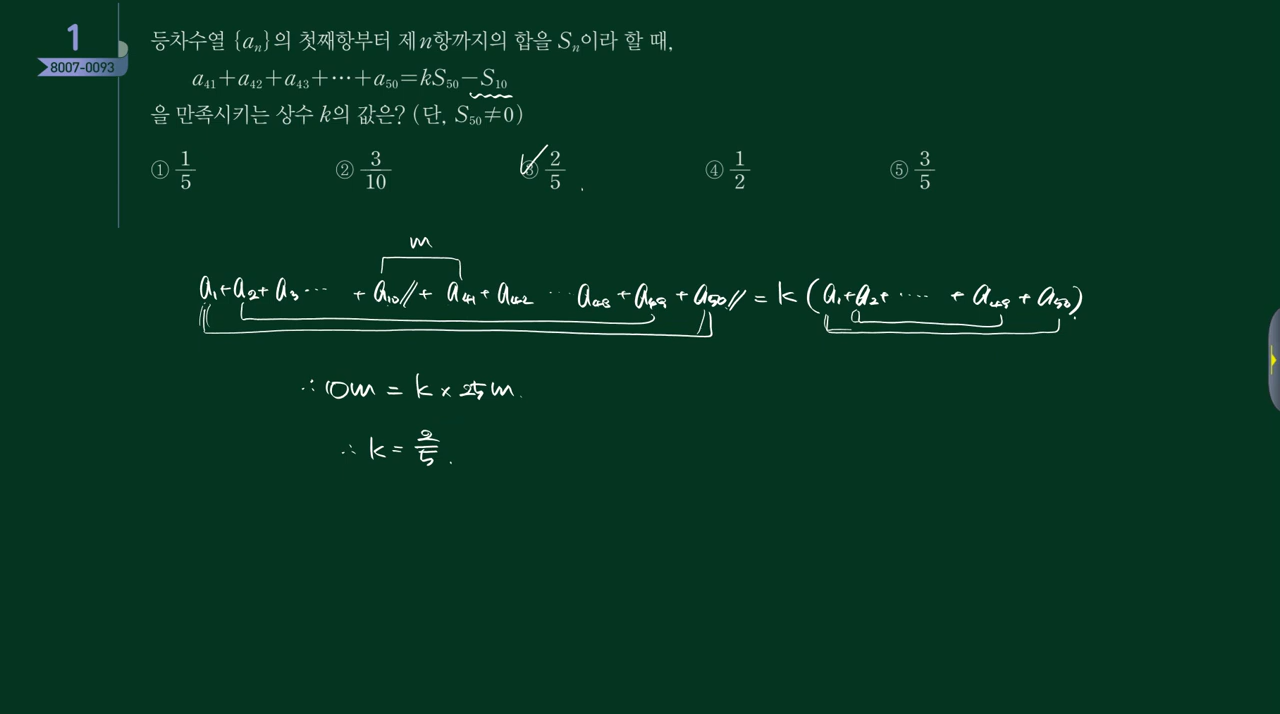 1
8007-0093
등차수열 {aₙ}의 첫째항부터 제n항까지의 합을 Sₙ이라 할 때,
a₄₁+a₄₂+a₄₃+⋯+a₅₀=kS₅₀−S₁₀
을 만족시키는 상수 k의 값은? (단, S₅₀≠0)
① 1/5 ② 3/10 ③ 2/5 ④ 1/2 ⑤ 3/5
m
a₁+a₂+a₃⋯ +a₁₀//+a₄₁+a₄₂ ⋯a₄₈+a₄₉+a₅₀//=k(a₁+a₂+⋯⋅+a₄₉+a₅₀)
∴10m=k×25m.
∴k=2/5.